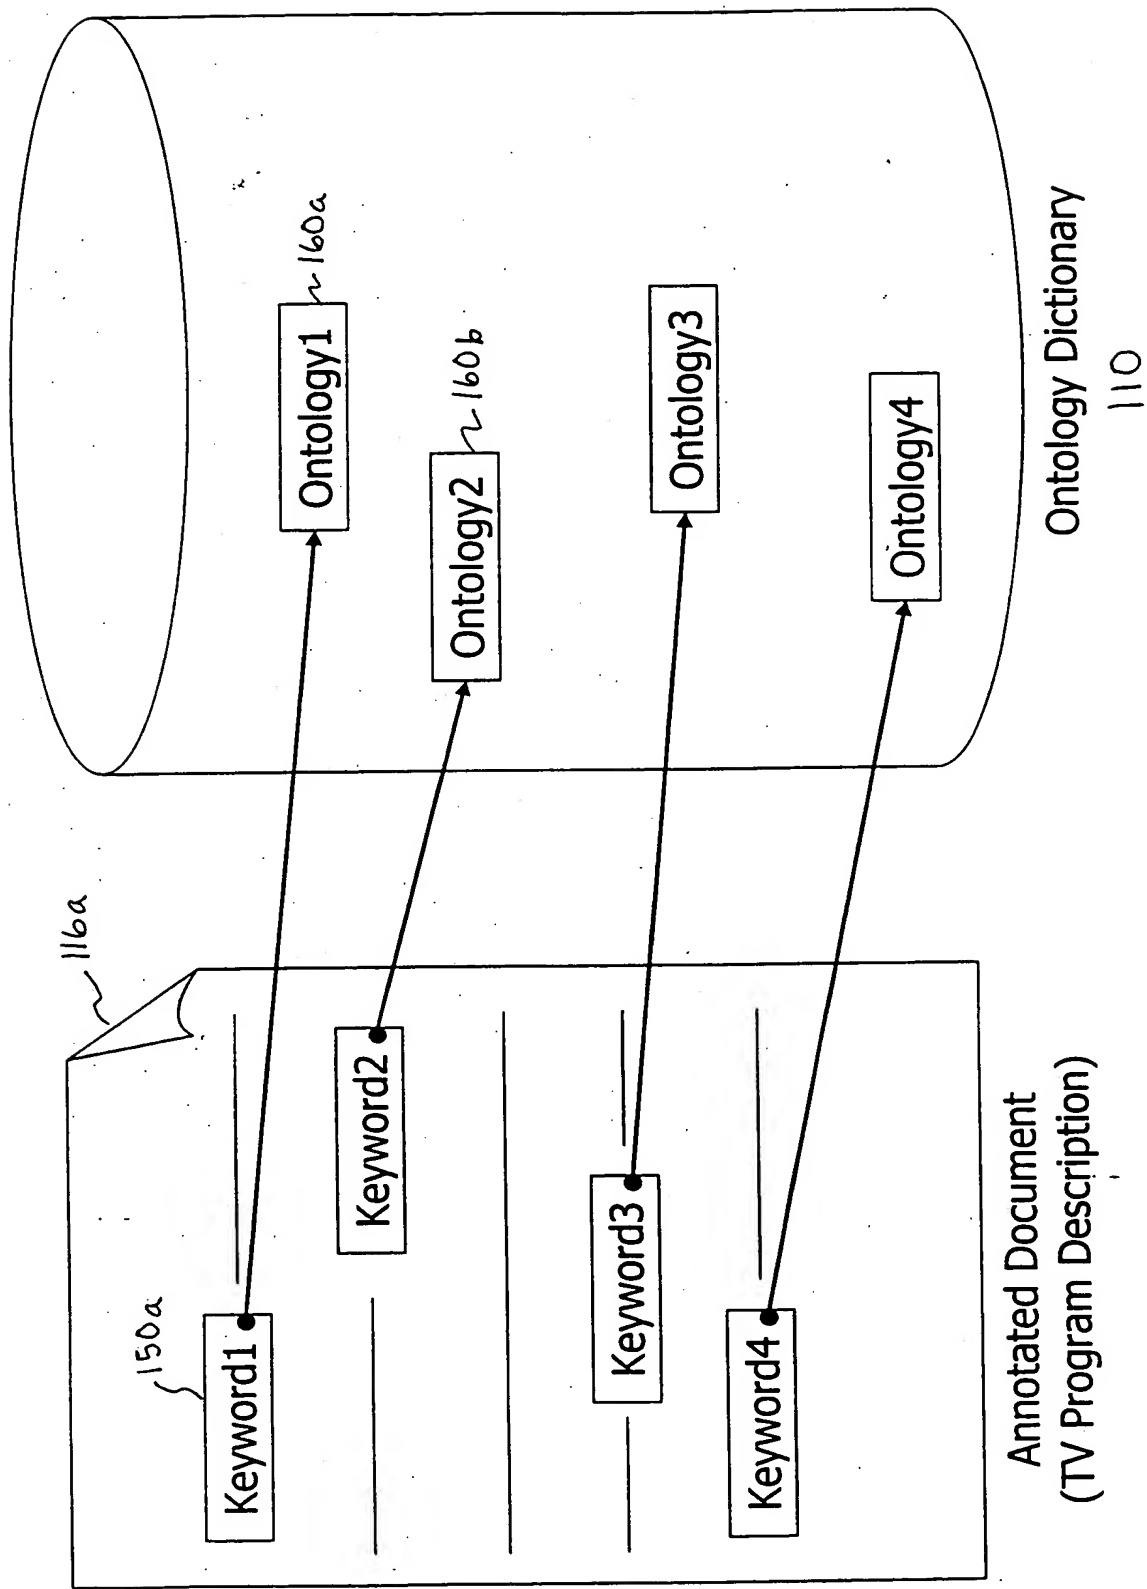 116a
150a
Keyword1
Keyword2
Keyword3
Keyword4
Annotated Document
(TV Program Description)
Ontology1
160a
Ontology2
160b
Ontology3
Ontology4
Ontology Dictionary
110